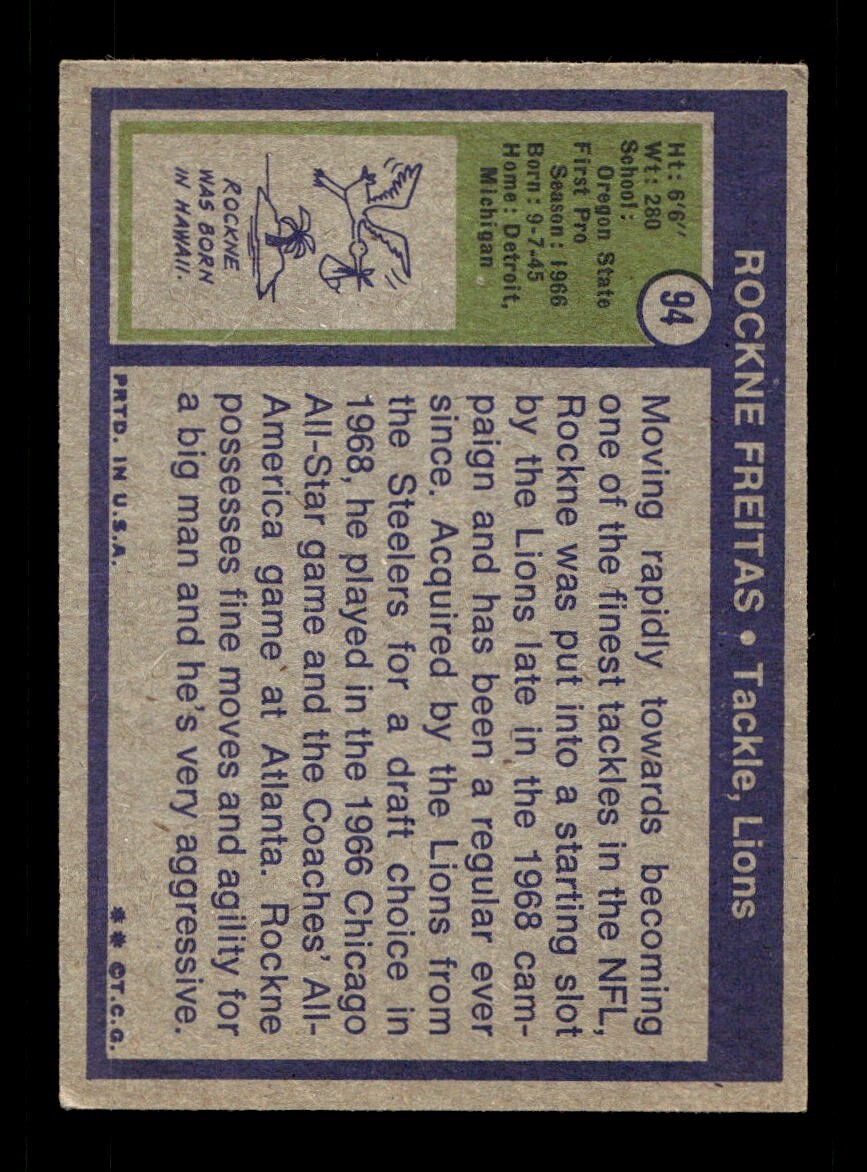 ROCKNE FREITAS • Tackle, Lions
94
Ht: 6'6"
Wt: 280
School:
Oregon State
First Pro
Season: 1966
Born: 9-7-45
Home: Detroit,
Michigan
ROCKNE
WAS BORN
IN HAWAII.
Moving rapidly towards becoming
one of the finest tackles in the NFL,
Rockne was put into a starting slot
by the Lions late in the 1968 cam-
paign and has been a regular ever
since. Acquired by the Lions from
the Steelers for a draft choice in
1968, he played in the 1966 Chicago
All-Star game and the Coaches' All-
America game at Atlanta. Rockne
possesses fine moves and agility for
a big man and he's very aggressive.
PRTD. IN U.S.A.
** ©T.C.G.